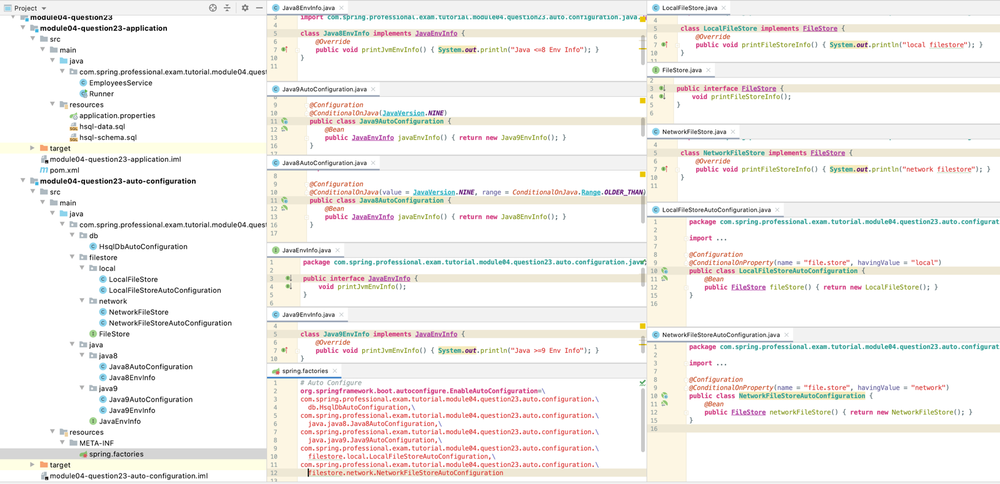 Project
module04-question23
module04-question23-application
src
main
java
com.spring.professional.exam.tutorial.module04.quest
EmployeesService
Runner
resources
application.properties
hsql-data.sql
hsql-schema.sql
target
module04-question23-application.iml
pom.xml
module04-question23-auto-configuration
src
main
java
com.spring.professional.exam.tutorial.module04.quest
db
HsqlDbAutoConfiguration
filestore
local
LocalFileStore
LocalFileStoreAutoConfiguration
network
NetworkFileStore
NetworkFileStoreAutoConfiguration
FileStore
java
java8
Java8AutoConfiguration
Java8EnvInfo
java9
Java9AutoConfiguration
Java9EnvInfo
JavaEnvInfo
resources
META-INF
spring.factories
target
module04-question23-auto-configuration.iml
Java8EnvInfo.java
3 import com.spring.professional.exam.tutorial.module04.question23.auto.configuration.java.
4
5 class Java8EnvInfo implements JavaEnvInfo {
6 @Override
7 public void printJvmEnvInfo() { System.out.println("Java <=8 Env Info"); }
10 }
11
Java9AutoConfiguration.java
8
9 @Configuration
10 @ConditionalOnJava(JavaVersion.NINE)
11 public class Java9AutoConfiguration {
12 @Bean
13 public JavaEnvInfo javaEnvInfo() { return new Java9EnvInfo(); }
16 }
17
Java8AutoConfiguration.java
8
9 @Configuration
10 @ConditionalOnJava(value = JavaVersion.NINE, range = ConditionalOnJava.Range.OLDER_THAN)
11 public class Java8AutoConfiguration {
12 @Bean
13 public JavaEnvInfo javaEnvInfo() { return new Java8EnvInfo(); }
16 }
17
JavaEnvInfo.java
1 package com.spring.professional.exam.tutorial.module04.question23.auto.configuration.java;
2
3 public interface JavaEnvInfo {
4 void printJvmEnvInfo();
5 }
6
Java9EnvInfo.java
4
5 class Java9EnvInfo implements JavaEnvInfo {
6 @Override
7 public void printJvmEnvInfo() { System.out.println("Java >=9 Env Info"); }
10 }
spring.factories
1 # Auto Configure
2 org.springframework.boot.autoconfigure.EnableAutoConfiguration=\
3 com.spring.professional.exam.tutorial.module04.question23.auto.configuration.\
4 db.HsqlDbAutoConfiguration,\
5 com.spring.professional.exam.tutorial.module04.question23.auto.configuration.\
6 java.java8.Java8AutoConfiguration,\
7 com.spring.professional.exam.tutorial.module04.question23.auto.configuration.\
8 java.java9.Java9AutoConfiguration,\
9 com.spring.professional.exam.tutorial.module04.question23.auto.configuration.\
10 filestore.local.LocalFileStoreAutoConfiguration,\
11 com.spring.professional.exam.tutorial.module04.question23.auto.configuration.\
12 filestore.network.NetworkFileStoreAutoConfiguration
13
LocalFileStore.java
4
5 class LocalFileStore implements FileStore {
6 @Override
7 public void printFileStoreInfo() { System.out.println("local filestore"); }
10 }
11
FileStore.java
2
3 public interface FileStore {
4 void printFileStoreInfo();
5 }
6
NetworkFileStore.java
4
5 class NetworkFileStore implements FileStore {
6 @Override
7 public void printFileStoreInfo() { System.out.println("network filestore"); }
10 }
11
LocalFileStoreAutoConfiguration.java
1 package com.spring.professional.exam.tutorial.module04.question23.auto.configurat
2
3 import ...
7
8 @Configuration
9 @ConditionalOnProperty(name = "file.store", havingValue = "local")
10 public class LocalFileStoreAutoConfiguration {
11 @Bean
12 public FileStore fileStore() { return new LocalFileStore(); }
15 }
16
NetworkFileStoreAutoConfiguration.java
1 package com.spring.professional.exam.tutorial.module04.question23.auto.configurat
2
3 import ...
7
8 @Configuration
9 @ConditionalOnProperty(name = "file.store", havingValue = "network")
10 public class NetworkFileStoreAutoConfiguration {
11 @Bean
12 public FileStore networkFileStore() { return new NetworkFileStore(); }
15 }
16